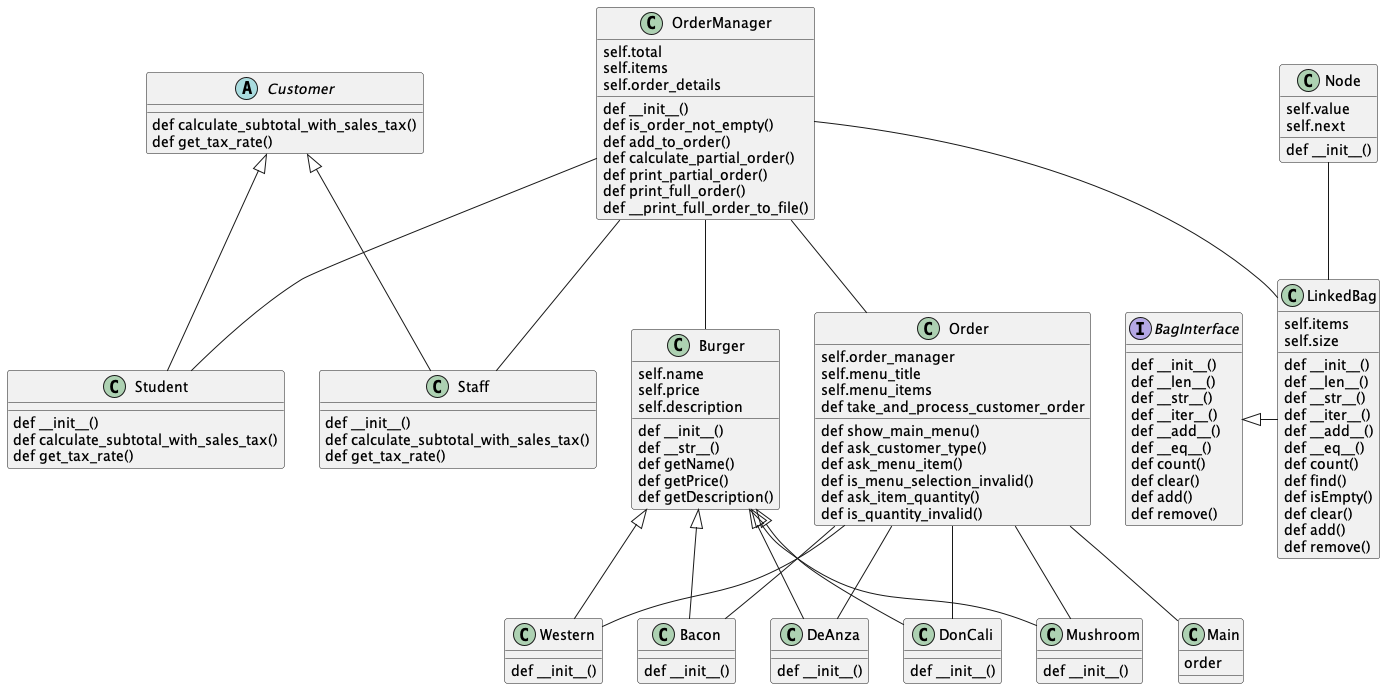 C OrderManager
self.total
self.items
self.order_details
def __init__()
def is_order_not_empty()
def add_to_order()
def calculate_partial_order()
def print_partial_order()
def print_full_order()
def __print_full_order_to_file()
A Customer
def calculate_subtotal_with_sales_tax()
def get_tax_rate()
C Node
self.value
self.next
def __init__()
C Student
def __init__()
def calculate_subtotal_with_sales_tax()
def get_tax_rate()
C Staff
def __init__()
def calculate_subtotal_with_sales_tax()
def get_tax_rate()
C Burger
self.name
self.price
self.description
def __init__()
def __str__()
def getName()
def getPrice()
def getDescription()
C Order
self.order_manager
self.menu_title
self.menu_items
def take_and_process_customer_order
def show_main_menu()
def ask_customer_type()
def ask_menu_item()
def is_menu_selection_invalid()
def ask_item_quantity()
def is_quantity_invalid()
I BagInterface
def __init__()
def __len__()
def __str__()
def __iter__()
def __add__()
def __eq__()
def count()
def clear()
def add()
def remove()
C LinkedBag
self.items
self.size
def __init__()
def __len__()
def __str__()
def __iter__()
def __add__()
def __eq__()
def count()
def find()
def isEmpty()
def clear()
def add()
def remove()
C Western
def __init__()
C Bacon
def __init__()
C DeAnza
def __init__()
C DonCali
def __init__()
C Mushroom
def __init__()
C Main
order